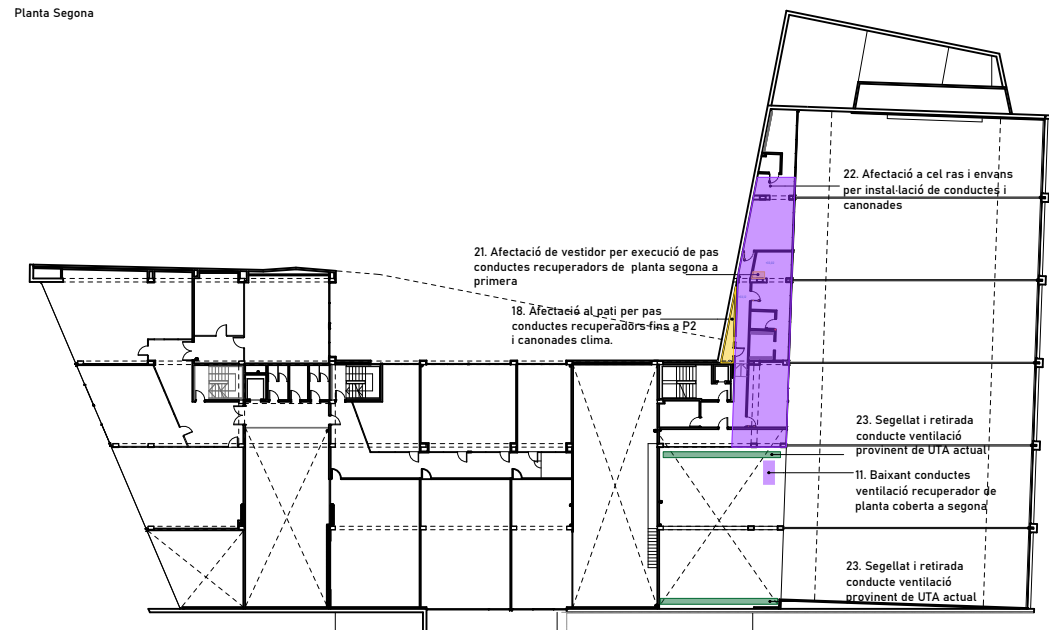 Planta Segona
22. Afectació a cel ras i envans
per instal·lació de conductes i
canonades
21. Afectació de vestidor per execució de pas
conductes recuperadors de planta segona a
primera
18. Afectació al pati per pas
conductes recuperadors fins a P2
i canonades clima.
23. Segellat i retirada
conducte ventilació
provinent de UTA actual
11. Baixant conductes
ventilació recuperador de
planta coberta a segona
23. Segellat i retirada
conducte ventilació
provinent de UTA actual